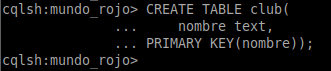 cqlsh:mundo_rojo> CREATE TABLE club(
... nombre text,
... PRIMARY KEY(nombre));
cqlsh:mundo_rojo>